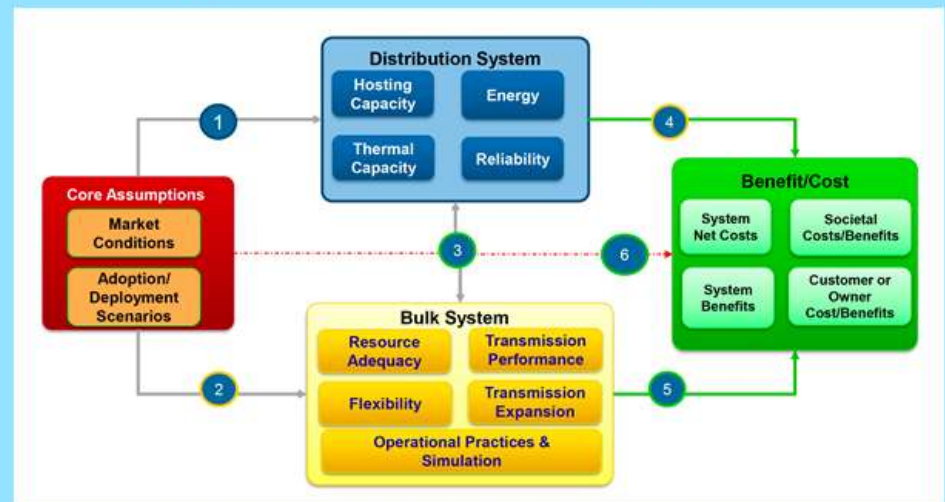 Distribution System
Hosting
Capacity
Energy
Thermal
Capacity
Reliability
1
4
Core Assumptions
Market
Conditions
Adoption/
Deployment
Scenarios
3
6
Benefit/Cost
System
Net Costs
Societal
Costs/Benefits
System
Benefits
Customer or
Owner
Cost/Benefits
Bulk System
Resource
Adequacy
Transmission
Performance
Flexibility
Transmission
Expansion
Operational Practices &
Simulation
2
5